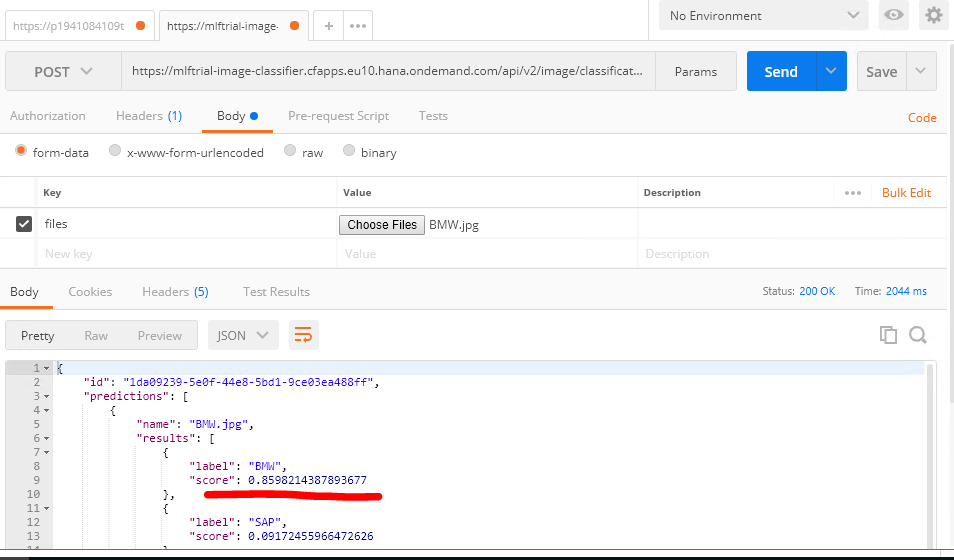 https://p1941084109t
https://mlftrial-image-
+
•••
No Environment
POST
https://mlftrial-image-classifier.cfapps.eu10.hana.ondemand.com/api/v2/image/classificat...
Params
Send
Save
Authorization
Headers (1)
Body
Pre-request Script
Tests
Code
form-data
x-www-form-urlencoded
raw
binary
Key
Value
Description
•••
Bulk Edit
files
Choose Files BMW.jpg
New key
Value
Description
Body
Cookies
Headers (5)
Test Results
Status: 200 OK
Time: 2044 ms
Pretty
Raw
Preview
JSON
1 {
2 "id": "1da09239-5e0f-44e8-5bd1-9ce03ea488ff",
3 "predictions": [
4 {
5 "name": "BMW.jpg",
6 "results": [
7 {
8 "label": "BMW",
9 "score": 0.8598214387893677
10 },
11 {
12 "label": "SAP",
13 "score": 0.09172455966472626